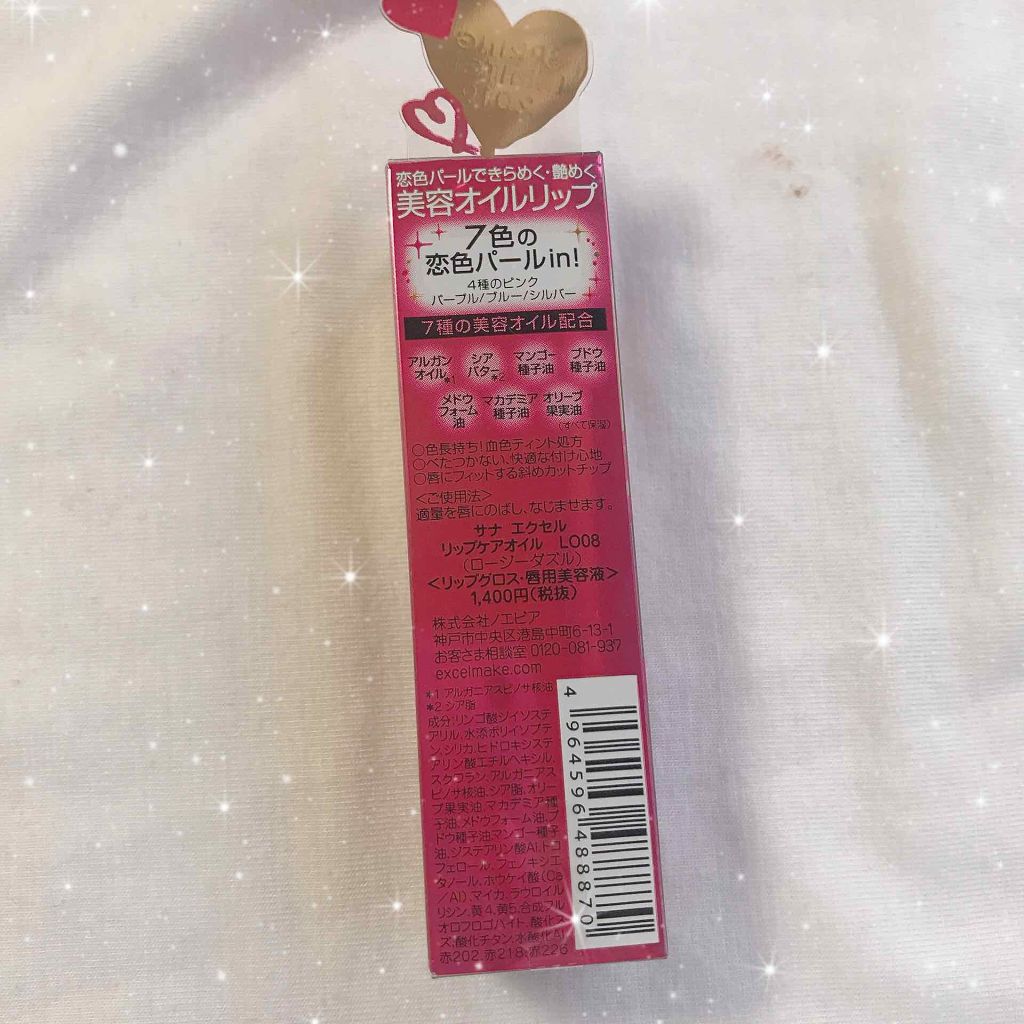 恋色パールできらめく・艶めく
美容オイルリップ
7色の
恋色パールin!
4種のピンク
パープル/ブルー/シルバー
7種の美容オイル配合
アルガン
オイル*1
シア
バター*2
マンゴー
種子油
ブドウ
種子油
メドウ
フォーム
油
マカデミア
種子油
オリーブ
果実油
(すべて保湿)
○色長持ち!血色ティント処方
○べたつかない、快適な付け心地
○唇にフィットする斜めカットチップ
<ご使用法>
適量を唇にのばし、なじませます。
サナ エクセル
リップケアオイル LO08
(ロージーダズル)
<リップグロス・唇用美容液>
1,400円(税抜)
株式会社ノエビア
神戸市中央区港島中町6-13-1
お客さま相談室 0120-081-937
excelmake.com
*1 アルガニアスピノサ核油
*2 シア脂
成分:リンゴ酸ジイソステ
アリル、水添ポリイソブテ
ン、シリカ、ヒドロキシステ
アリン酸エチルヘキシル、
スクワラン、アルガニアス
ピノサ核油、シア脂、オリー
ブ果実油、マカデミア種
子油、メドウフォーム油、ブ
ドウ種子油、マンゴー種子
油、ジステアリン酸Al、トコ
フェロール、フェノキシエ
タノール、ホウケイ酸(Ca
/Al)、マイカ、ラウロイル
リシン、黄4、黄5、合成フル
オロフロゴパイト、酸化ス
ズ、酸化チタン、水酸化Al、
赤202、赤218、赤226
4 964596 488870